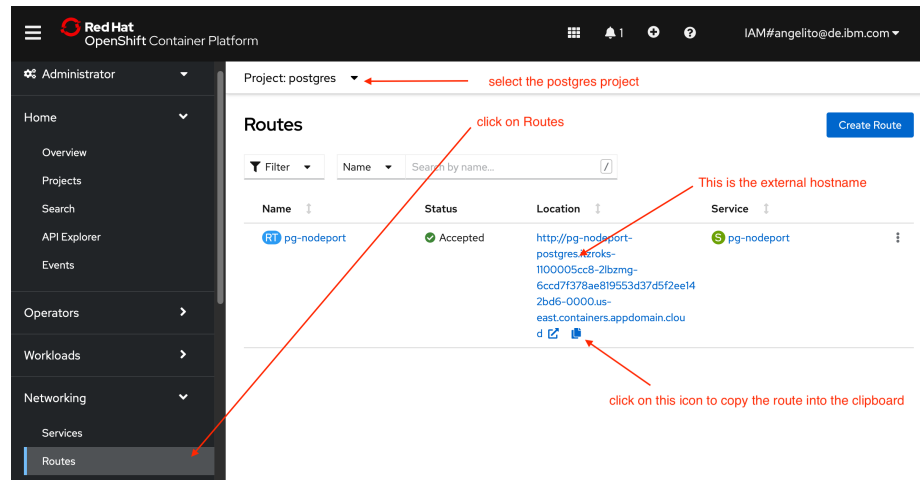 Red Hat
OpenShift Container Platform
1
IAM#angelito@de.ibm.com
Administrator
Home
Overview
Projects
Search
API Explorer
Events
Operators
Workloads
Networking
Services
Routes
Project: postgres
select the postgres project
Routes
click on Routes
Create Route
Filter
Name
Search by name...
/
This is the external hostname
Name
Status
Location
Service
RT pg-nodeport
Accepted
http://pg-nodeport-
1100005cc8-2lbzmg-
6ccd7f378ae819553d37d5f2ee14
2bd6-0000.us-
east.containers.appdomain.clou
d
S pg-nodeport
click on this icon to copy the route into the clipboard